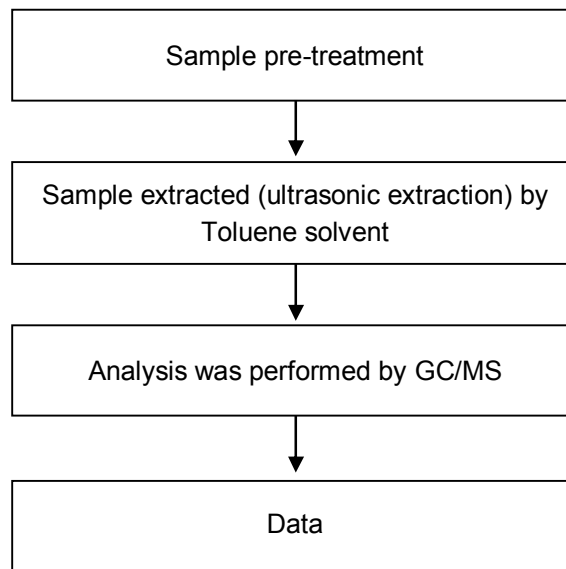 Sample pre-treatment
Sample extracted (ultrasonic extraction) by
Toluene solvent
Analysis was performed by GC/MS
Data